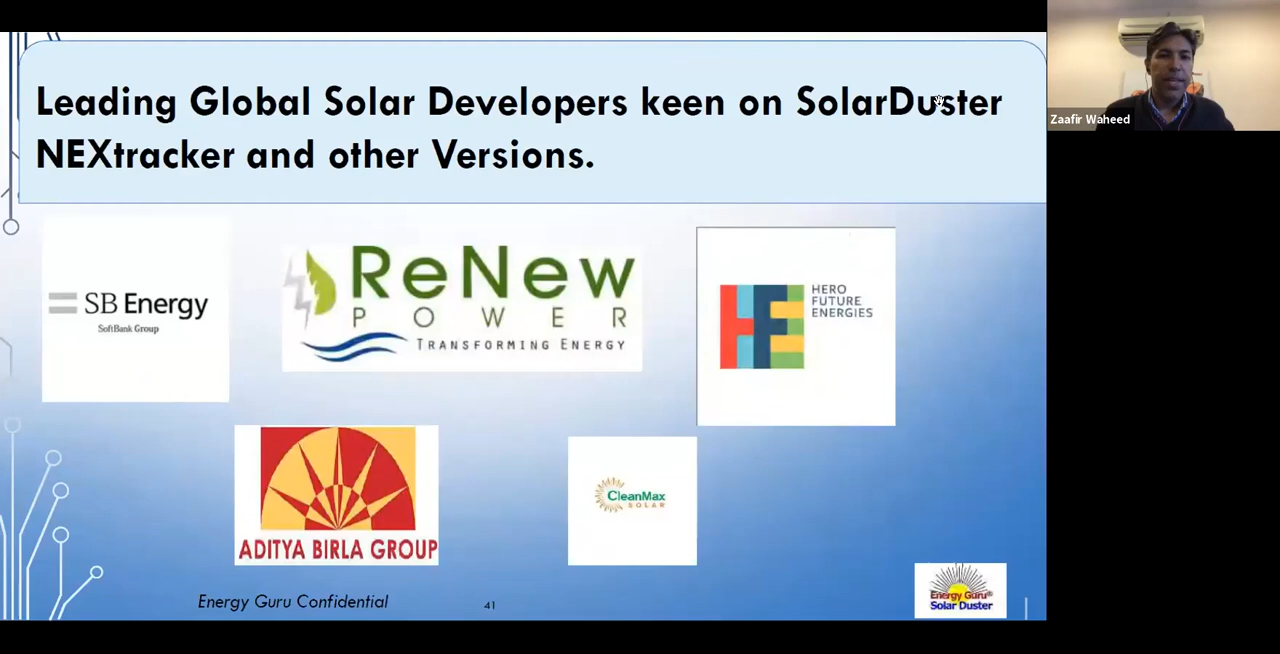 Leading Global Solar Developers keen on SolarDuster
NEXtracker and other Versions.
Zaafir Waheed
SB Energy
SoftBank Group
ReNew
POWER
TRANSFORMING ENERGY
HERO
FUTURE
ENERGIES
HFE
ADITYA BIRLA GROUP
CleanMax
SOLAR
Energy Guru Confidential
41
Energy Guru®
Solar Duster